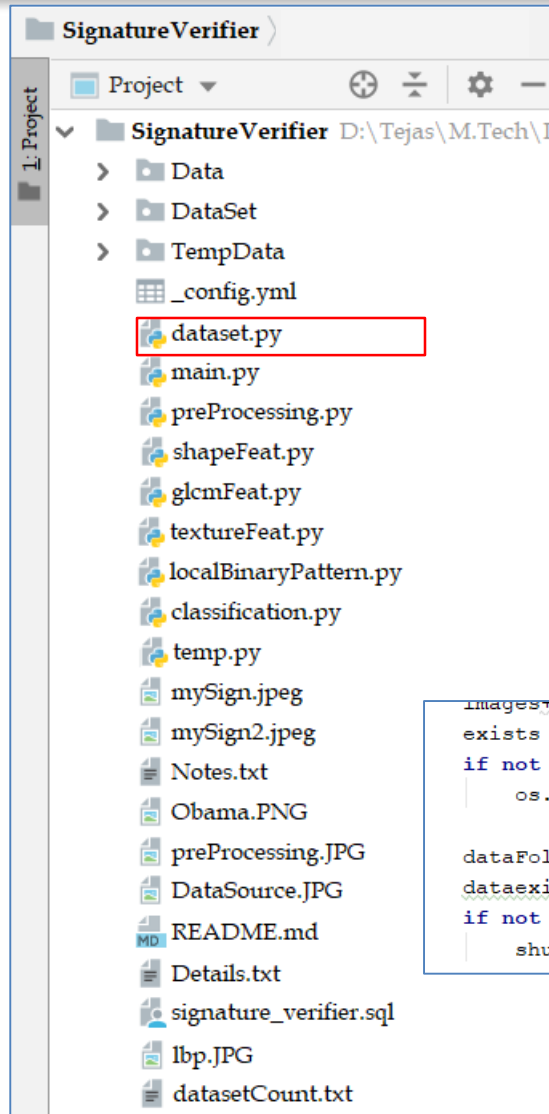 SignatureVerifier
1: Project
Project
SignatureVerifier D:\Tejas\M.Tech\
Data
DataSet
TempData
_config.yml
dataset.py
main.py
preProcessing.py
shapeFeat.py
glcmFeat.py
textureFeat.py
localBinaryPattern.py
classification.py
temp.py
mySign.jpeg
mySign2.jpeg
Notes.txt
Obama.PNG
preProcessing.JPG
DataSource.JPG
MD README.md
Details.txt
signature_verifier.sql
lbp.JPG
datasetCount.txt
exists
if not
os.
dataFol
dataexi
if not
shu